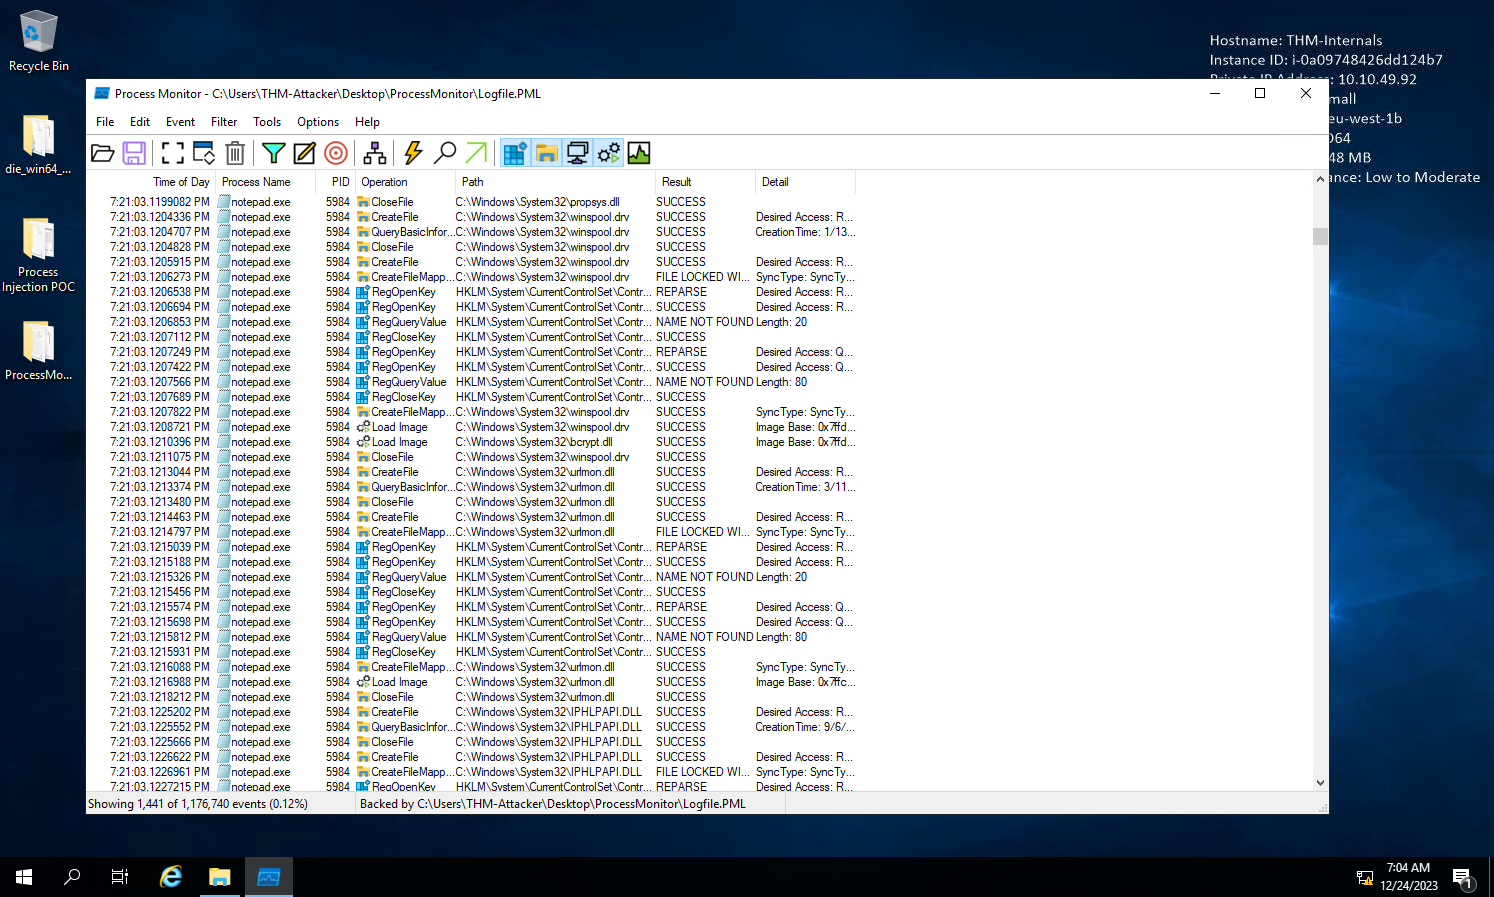 Recycle Bin
die_win64_...
Process
Injection POC
ProcessMo...
Hostname: THM-Internals
Instance ID: i-0a09748426dd124b7
Private IP Address: 10.10.49.92
mall
eu-west-1b
D64
48 MB
ance: Low to Moderate
Process Monitor - C:\Users\THM-Attacker\Desktop\ProcessMonitor\Logfile.PML
File Edit Event Filter Tools Options Help
Time of Day Process Name PID Operation Path Result Detail
7:21:03.1199082 PM notepad.exe 5984 CloseFile C:\Windows\System32\propsys.dll SUCCESS
7:21:03.1204336 PM notepad.exe 5984 CreateFile C:\Windows\System32\winspool.drv SUCCESS Desired Access: R...
7:21:03.1204707 PM notepad.exe 5984 QueryBasicInfor... C:\Windows\System32\winspool.drv SUCCESS CreationTime: 1/13...
7:21:03.1204828 PM notepad.exe 5984 CloseFile C:\Windows\System32\winspool.drv SUCCESS
7:21:03.1205915 PM notepad.exe 5984 CreateFile C:\Windows\System32\winspool.drv SUCCESS Desired Access: R...
7:21:03.1206273 PM notepad.exe 5984 CreateFileMapp... C:\Windows\System32\winspool.drv FILE LOCKED WI... SyncType: SyncTy...
7:21:03.1206538 PM notepad.exe 5984 RegOpenKey HKLM\System\CurrentControlSet\Contr... REPARSE Desired Access: R...
7:21:03.1206694 PM notepad.exe 5984 RegOpenKey HKLM\System\CurrentControlSet\Contr... SUCCESS Desired Access: R...
7:21:03.1206853 PM notepad.exe 5984 RegQueryValue HKLM\System\CurrentControlSet\Contr... NAME NOT FOUND Length: 20
7:21:03.1207112 PM notepad.exe 5984 RegCloseKey HKLM\System\CurrentControlSet\Contr... SUCCESS
7:21:03.1207249 PM notepad.exe 5984 RegOpenKey HKLM\System\CurrentControlSet\Contr... REPARSE Desired Access: Q...
7:21:03.1207422 PM notepad.exe 5984 RegOpenKey HKLM\System\CurrentControlSet\Contr... SUCCESS Desired Access: Q...
7:21:03.1207566 PM notepad.exe 5984 RegQueryValue HKLM\System\CurrentControlSet\Contr... NAME NOT FOUND Length: 80
7:21:03.1207689 PM notepad.exe 5984 RegCloseKey HKLM\System\CurrentControlSet\Contr... SUCCESS
7:21:03.1207822 PM notepad.exe 5984 CreateFileMapp... C:\Windows\System32\winspool.drv SUCCESS SyncType: SyncTy...
7:21:03.1208721 PM notepad.exe 5984 Load Image C:\Windows\System32\winspool.drv SUCCESS Image Base: 0x7ffd...
7:21:03.1210396 PM notepad.exe 5984 Load Image C:\Windows\System32\bcrypt.dll SUCCESS Image Base: 0x7ffd...
7:21:03.1211075 PM notepad.exe 5984 CloseFile C:\Windows\System32\winspool.drv SUCCESS
7:21:03.1213044 PM notepad.exe 5984 CreateFile C:\Windows\System32\urlmon.dll SUCCESS Desired Access: R...
7:21:03.1213374 PM notepad.exe 5984 QueryBasicInfor... C:\Windows\System32\urlmon.dll SUCCESS CreationTime: 3/11...
7:21:03.1213480 PM notepad.exe 5984 CloseFile C:\Windows\System32\urlmon.dll SUCCESS
7:21:03.1214463 PM notepad.exe 5984 CreateFile C:\Windows\System32\urlmon.dll SUCCESS Desired Access: R...
7:21:03.1214797 PM notepad.exe 5984 CreateFileMapp... C:\Windows\System32\urlmon.dll FILE LOCKED WI... SyncType: SyncTy...
7:21:03.1215039 PM notepad.exe 5984 RegOpenKey HKLM\System\CurrentControlSet\Contr... REPARSE Desired Access: R...
7:21:03.1215188 PM notepad.exe 5984 RegOpenKey HKLM\System\CurrentControlSet\Contr... SUCCESS Desired Access: R...
7:21:03.1215326 PM notepad.exe 5984 RegQueryValue HKLM\System\CurrentControlSet\Contr... NAME NOT FOUND Length: 20
7:21:03.1215456 PM notepad.exe 5984 RegCloseKey HKLM\System\CurrentControlSet\Contr... SUCCESS
7:21:03.1215574 PM notepad.exe 5984 RegOpenKey HKLM\System\CurrentControlSet\Contr... REPARSE Desired Access: Q...
7:21:03.1215698 PM notepad.exe 5984 RegOpenKey HKLM\System\CurrentControlSet\Contr... SUCCESS Desired Access: Q...
7:21:03.1215812 PM notepad.exe 5984 RegQueryValue HKLM\System\CurrentControlSet\Contr... NAME NOT FOUND Length: 80
7:21:03.1215931 PM notepad.exe 5984 RegCloseKey HKLM\System\CurrentControlSet\Contr... SUCCESS
7:21:03.1216088 PM notepad.exe 5984 CreateFileMapp... C:\Windows\System32\urlmon.dll SUCCESS SyncType: SyncTy...
7:21:03.1216988 PM notepad.exe 5984 Load Image C:\Windows\System32\urlmon.dll SUCCESS Image Base: 0x7ffc...
7:21:03.1218212 PM notepad.exe 5984 CloseFile C:\Windows\System32\urlmon.dll SUCCESS
7:21:03.1225202 PM notepad.exe 5984 CreateFile C:\Windows\System32\IPHLPAPI.DLL SUCCESS Desired Access: R...
7:21:03.1225552 PM notepad.exe 5984 QueryBasicInfor... C:\Windows\System32\IPHLPAPI.DLL SUCCESS CreationTime: 9/6/...
7:21:03.1225666 PM notepad.exe 5984 CloseFile C:\Windows\System32\IPHLPAPI.DLL SUCCESS
7:21:03.1226622 PM notepad.exe 5984 CreateFile C:\Windows\System32\IPHLPAPI.DLL SUCCESS Desired Access: R...
7:21:03.1226961 PM notepad.exe 5984 CreateFileMapp... C:\Windows\System32\IPHLPAPI.DLL FILE LOCKED WI... SyncType: SyncTy...
7:21:03.1227215 PM notepad.exe 5984 RegOpenKey HKLM\System\CurrentControlSet\Contr... REPARSE Desired Access: R...
Showing 1,441 of 1,176,740 events (0.12%) Backed by C:\Users\THM-Attacker\Desktop\ProcessMonitor\Logfile.PML
7:04 AM
12/24/2023
1